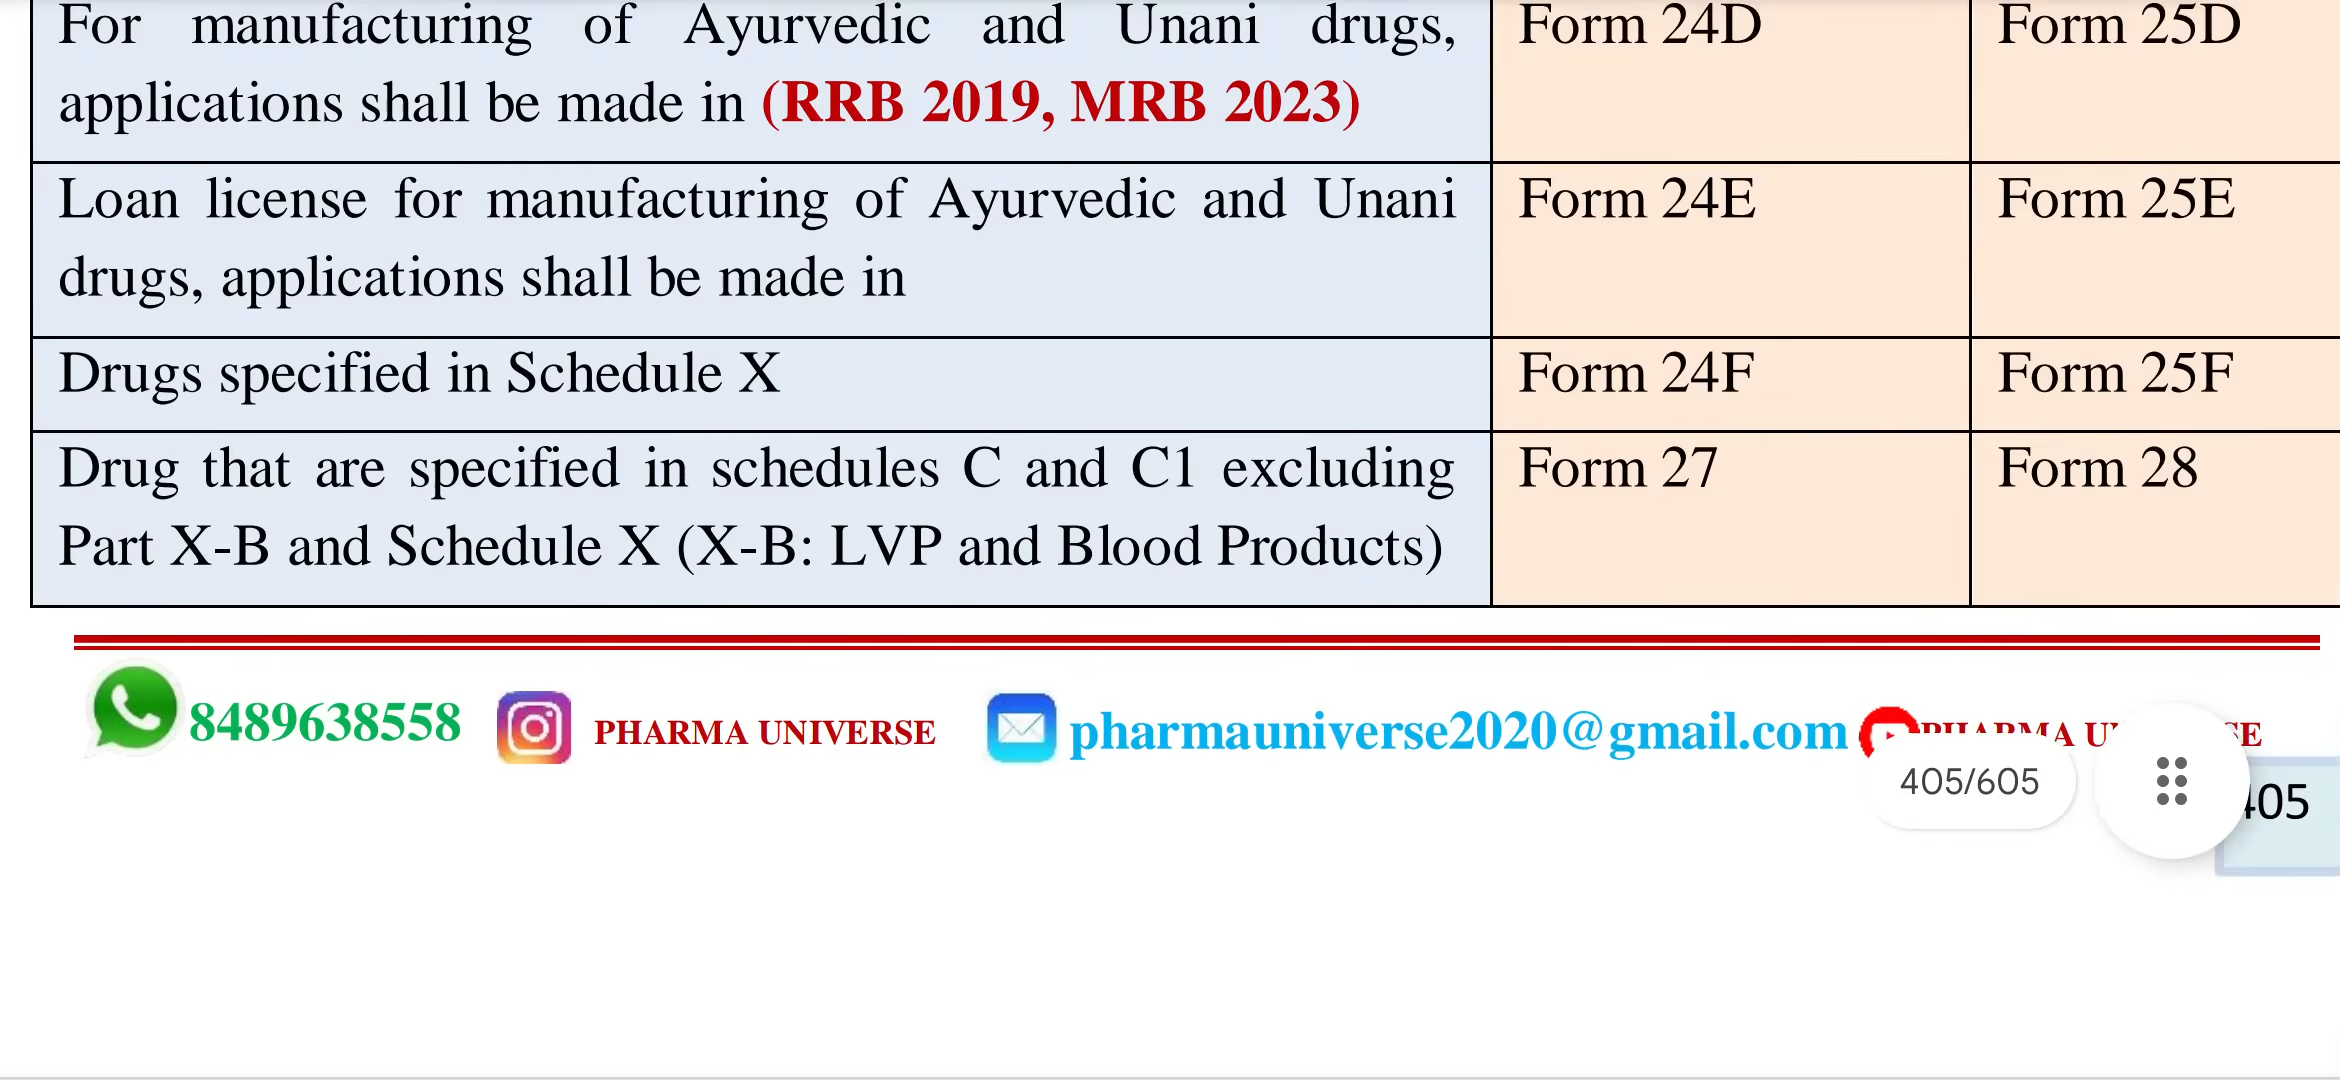 For manufacturing of Ayurvedic and Unani drugs, Form 24D Form 25D
applications shall be made in (RRB 2019, MRB 2023)
Loan license for manufacturing of Ayurvedic and Unani Form 24E Form 25E
drugs, applications shall be made in
Drugs specified in Schedule X Form 24F Form 25F
Drug that are specified in schedules C and C1 excluding Form 27 Form 28
Part X-B and Schedule X (X-B: LVP and Blood Products)
8489638558 PHARMA UNIVERSE pharmauniverse2020@gmail.com PHARMA
405/605
405